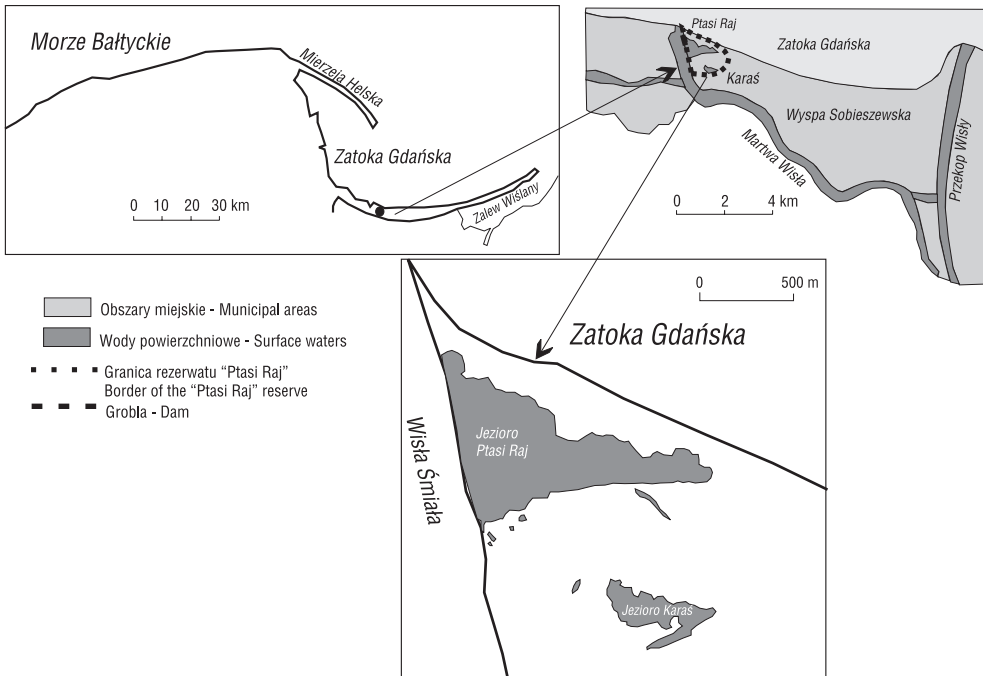 Morze Bałtyckie
Mierzeja Helska
Zatoka Gdańska
0 10 20 30 km
Zalew Wiślany
Ptasi Raj
Zatoka Gdańska
Karaś
Wyspa Sobieszewska
Martwa Wisła
Przekop Wisły
0 2 4 km
Obszary miejskie - Municipal areas
Wody powierzchniowe - Surface waters
Granica rezerwatu “Ptasi Raj”
Border of the “Ptasi Raj” reserve
Grobla - Dam
0 500 m
Zatoka Gdańska
Jezioro
Ptasi Raj
Wisła Śmiała
Jezioro Karaś